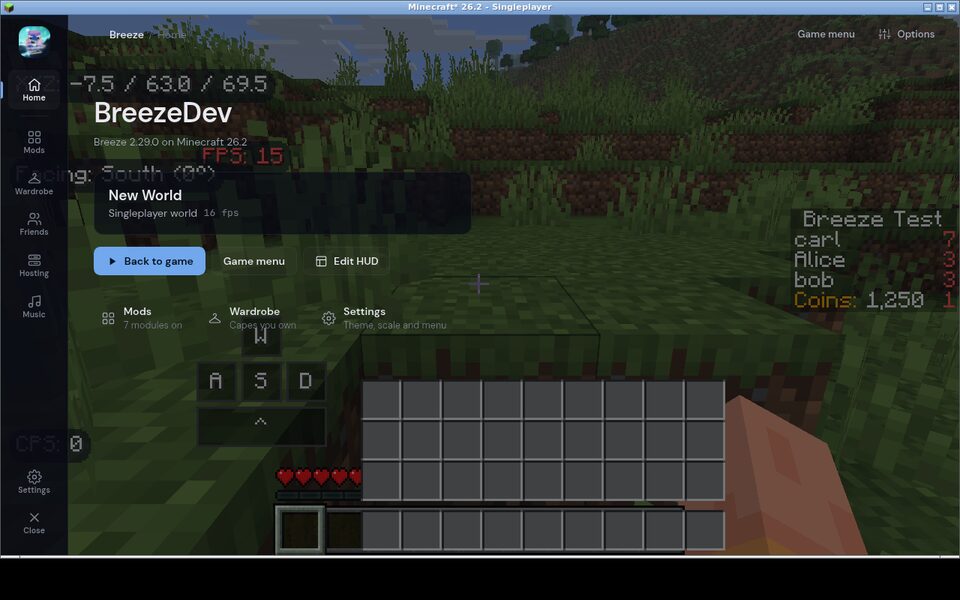 Minecraft* 26.2 - Singleplayer
Breeze / Home
Game menu
Options
XYZ: -7.5 / 63.0 / 69.5
Home
BreezeDev
Breeze 2.29.0 on Minecraft 26.2
FPS: 15
Mods
Facing: South (0°)
Wardrobe
New World
Singleplayer world 16 fps
Friends
Breeze Test
carl 7
Alice 3
bob 3
Coins: 1,250 1
Back to game
Game menu
Edit HUD
Hosting
Music
Mods
7 modules on
Wardrobe
Capes you own
Settings
Theme, scale and menu
W
A S D
^
CPS: 0
Settings
Close